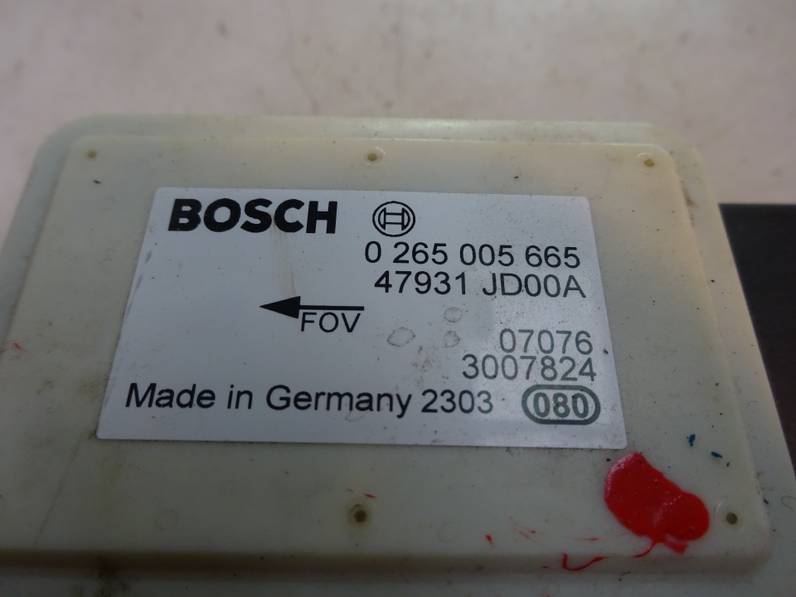 BOSCH
0 265 005 665
47931 JD00A
FOV
07076
3007824
Made in Germany 2303 080